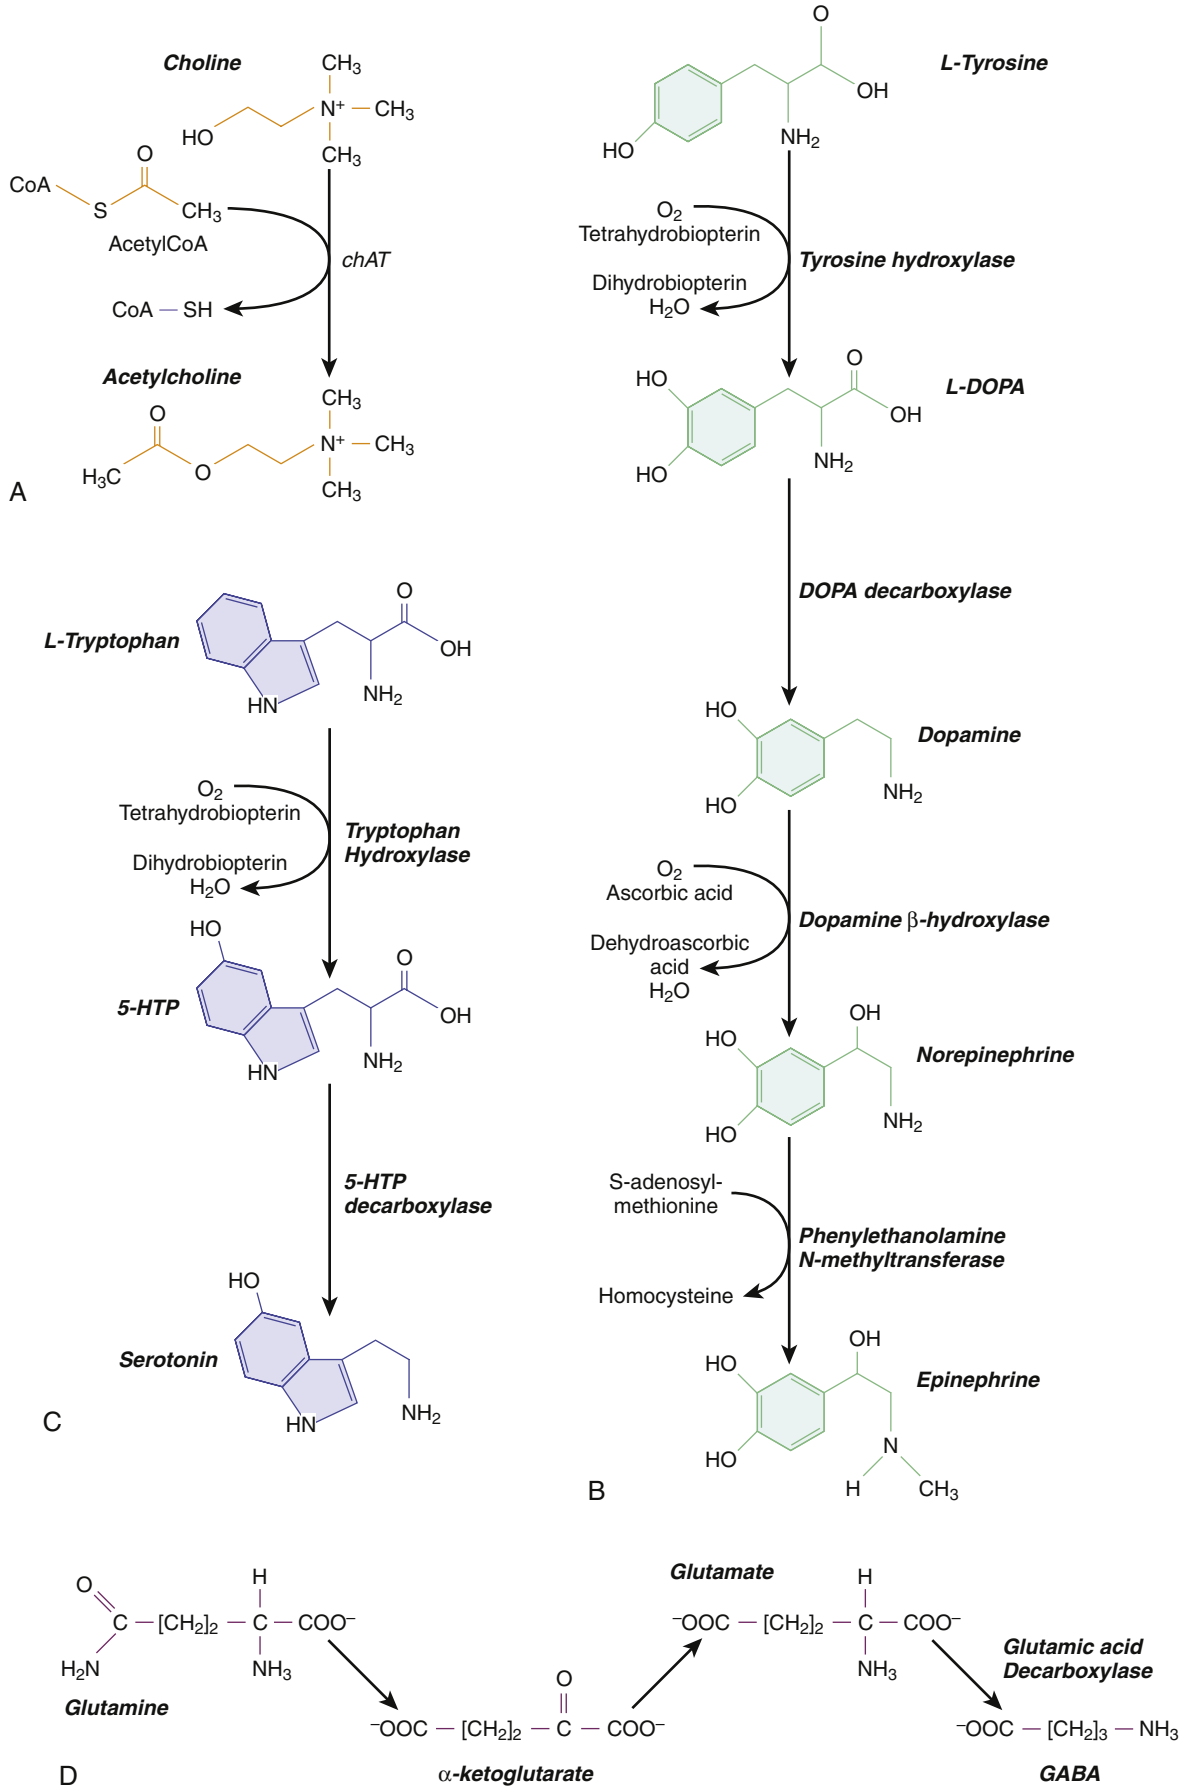 Choline
CH3
HO
N+
CH3
CH3
O
CoA
S
CH3
AcetylCoA
chAT
CoA
SH
Acetylcholine
CH3
O
N+
CH3
H3C
O
CH3
A
L-Tyrosine
O
OH
NH2
HO
O2
Tetrahydrobiopterin
Tyrosine hydroxylase
Dihydrobiopterin
H2O
L-DOPA
HO
O
OH
HO
NH2
DOPA decarboxylase
Dopamine
HO
HO
NH2
O2
Ascorbic acid
Dopamine β-hydroxylase
Dehydroascorbic
acid
H2O
OH
HO
Norepinephrine
HO
NH2
S-adenosyl-
methionine
Phenylethanolamine
N-methyltransferase
Homocysteine
OH
HO
Epinephrine
HO
N
H
CH3
B
L-Tryptophan
O
OH
NH2
HN
O2
Tetrahydrobiopterin
Tryptophan
Hydroxylase
Dihydrobiopterin
H2O
HO
O
5-HTP
OH
NH2
HN
5-HTP
decarboxylase
HO
Serotonin
NH2
HN
C
O
H
C — [CH2]2 — C — COO–
H2N
NH3
Glutamine
O
–OOC — [CH2]2 — C — COO–
α-ketoglutarate
Glutamate
H
–OOC — [CH2]2 — C — COO–
NH3
Glutamic acid
Decarboxylase
–OOC — [CH2]3 — NH3
GABA
D